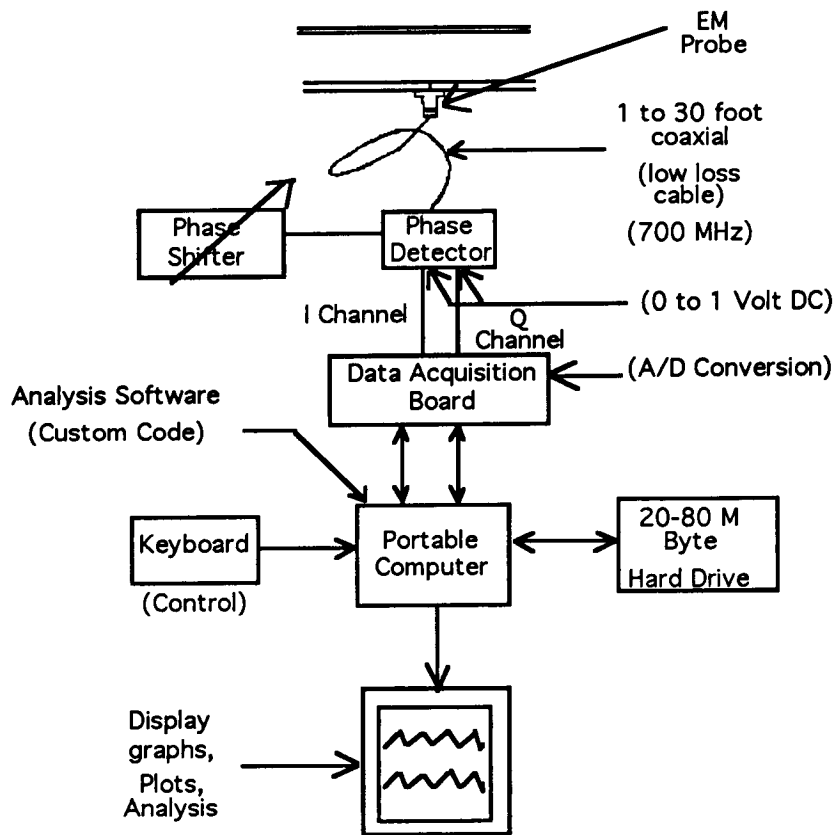 EM
Probe
1 to 30 foot
coaxial
(low loss
cable)
(700 MHz)
Phase
Shifter
Phase
Detector
I Channel
Q
Channel
(0 to 1 Volt DC)
Data Acquisition
Board
(A/D Conversion)
Analysis Software
(Custom Code)
Keyboard
(Control)
Portable
Computer
20-80 M
Byte
Hard Drive
Display
graphs,
Plots,
Analysis